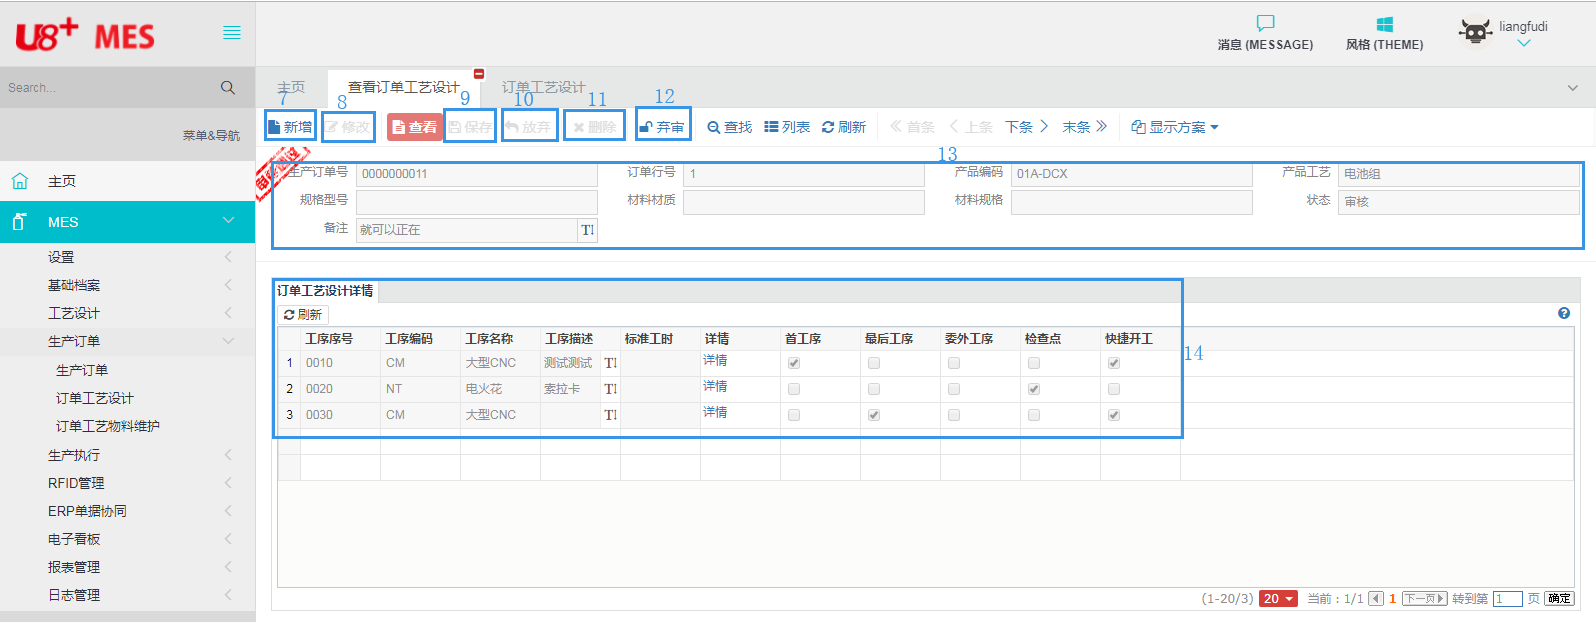 U8+ MES
消息 (MESSAGE)
风格 (THEME)
liangfudi
Search...
菜单&导航
主页
查看订单工艺设计
订单工艺设计
7
8
9
10
11
12
新增
修改
查看
保存
放弃
删除
弃审
查找
列表
刷新
首条
上条
下条
末条
显示方案
13
主页
MES
设置
基础档案
工艺设计
生产订单
生产订单
订单工艺设计
订单工艺物料维护
生产执行
RFID管理
ERP单据协同
电子看板
报表管理
日志管理
生产订单号 0000000011 订单行号 1 产品编码 01A-DCX 产品工艺 电池组
规格型号 材料材质 材料规格 状态 审核
备注 就可以正在 T!
订单工艺设计详情
刷新
工序序号 工序编码 工序名称 工序描述 标准工时 详情 首工序 最后工序 委外工序 检查点 快捷开工
1 0010 CM 大型CNC 测试测试 T! 详情
14
2 0020 NT 电火花 索拉卡 T! 详情
3 0030 CM 大型CNC T! 详情
(1-20/3) 20 当前：1/1 1 下一页 转到第 1 页 确定